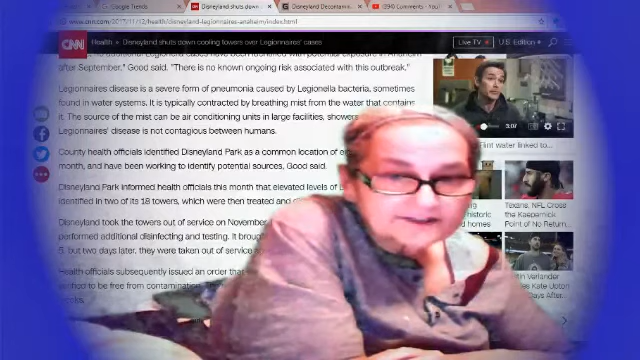 Google Trends
Disneyland shuts down
Disneyland Decontamin
(59) Comments - You
www.cnn.com/2017/11/12/health/disneyland-legionnaires-anaheim/index.html
CNN Health › Disneyland shuts down cooling towers over Legionnaires' cases
Live TV
U.S. Edition
after September," Good said. "There is no known ongoing risk associated with this outbreak."
Legionnaires' disease is a severe form of pneumonia caused by Legionella bacteria, sometimes
found in water systems. It is typically contracted by breathing mist from the water that contains
it. The source of the mist can be air conditioning units in large facilities, showers
Legionnaires' disease is not contagious between humans.
County health officials identified Disneyland Park as a common location of
month, and have been working to identify potential sources, Good said.
Disneyland Park informed health officials this month that elevated levels of
identified in two of its 18 towers, which were then treated and
Disneyland took the towers out of service on November
performed additional disinfecting and testing. It
5, but two days later, they were taken out of service
Health officials subsequently issued an order that
to be free from contamination.
3:07
Flint water linked to...
historic
homes
Texans, NFL Cross
the Kaepernick
Point of No Return...
Justin Verlander
Days After...